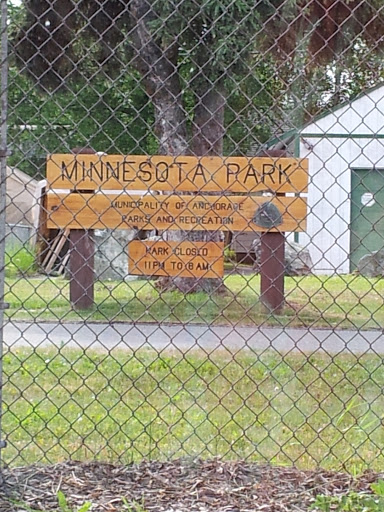 MINNESOTA PARK
MUNICIPALITY OF ANCHORAGE
PARKS AND RECREATION
PARK CLOSED
11PM TO 6AM